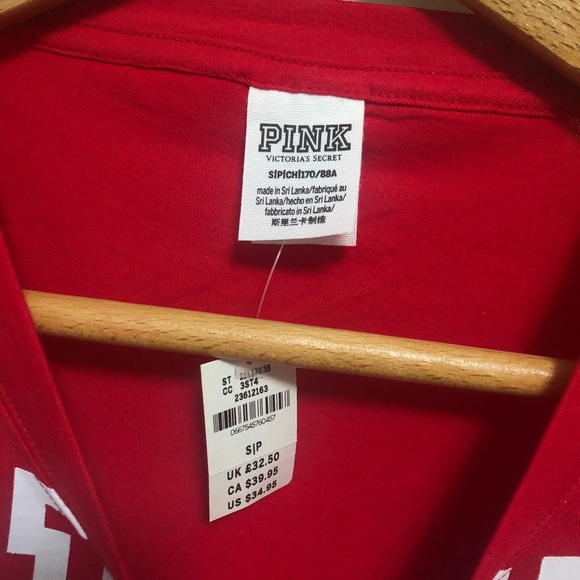 PINK
VICTORIA'S SECRET
S|P|CH|170/88A
made in Sri Lanka/fabriqué au
Sri Lanka/hecho en Sri Lanka/
fabbricato in Sri Lanka/
斯里兰卡制造
ST
CC 3ST4
23612163
0667545760457
S|P
UK £32.50
CA $39.95
US $34.95